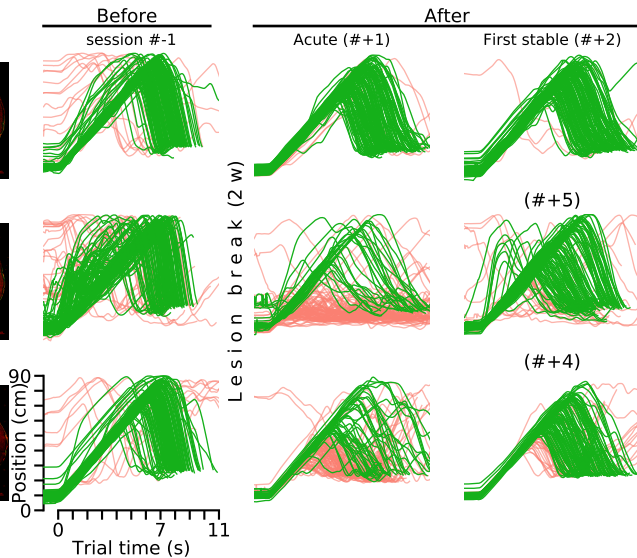 Before
After
session #-1
Acute (#+1)
First stable (#+2)
Lesion break (2 w)
(#+5)
(#+4)
90
Position (cm)
0
0 7 11
Trial time (s)